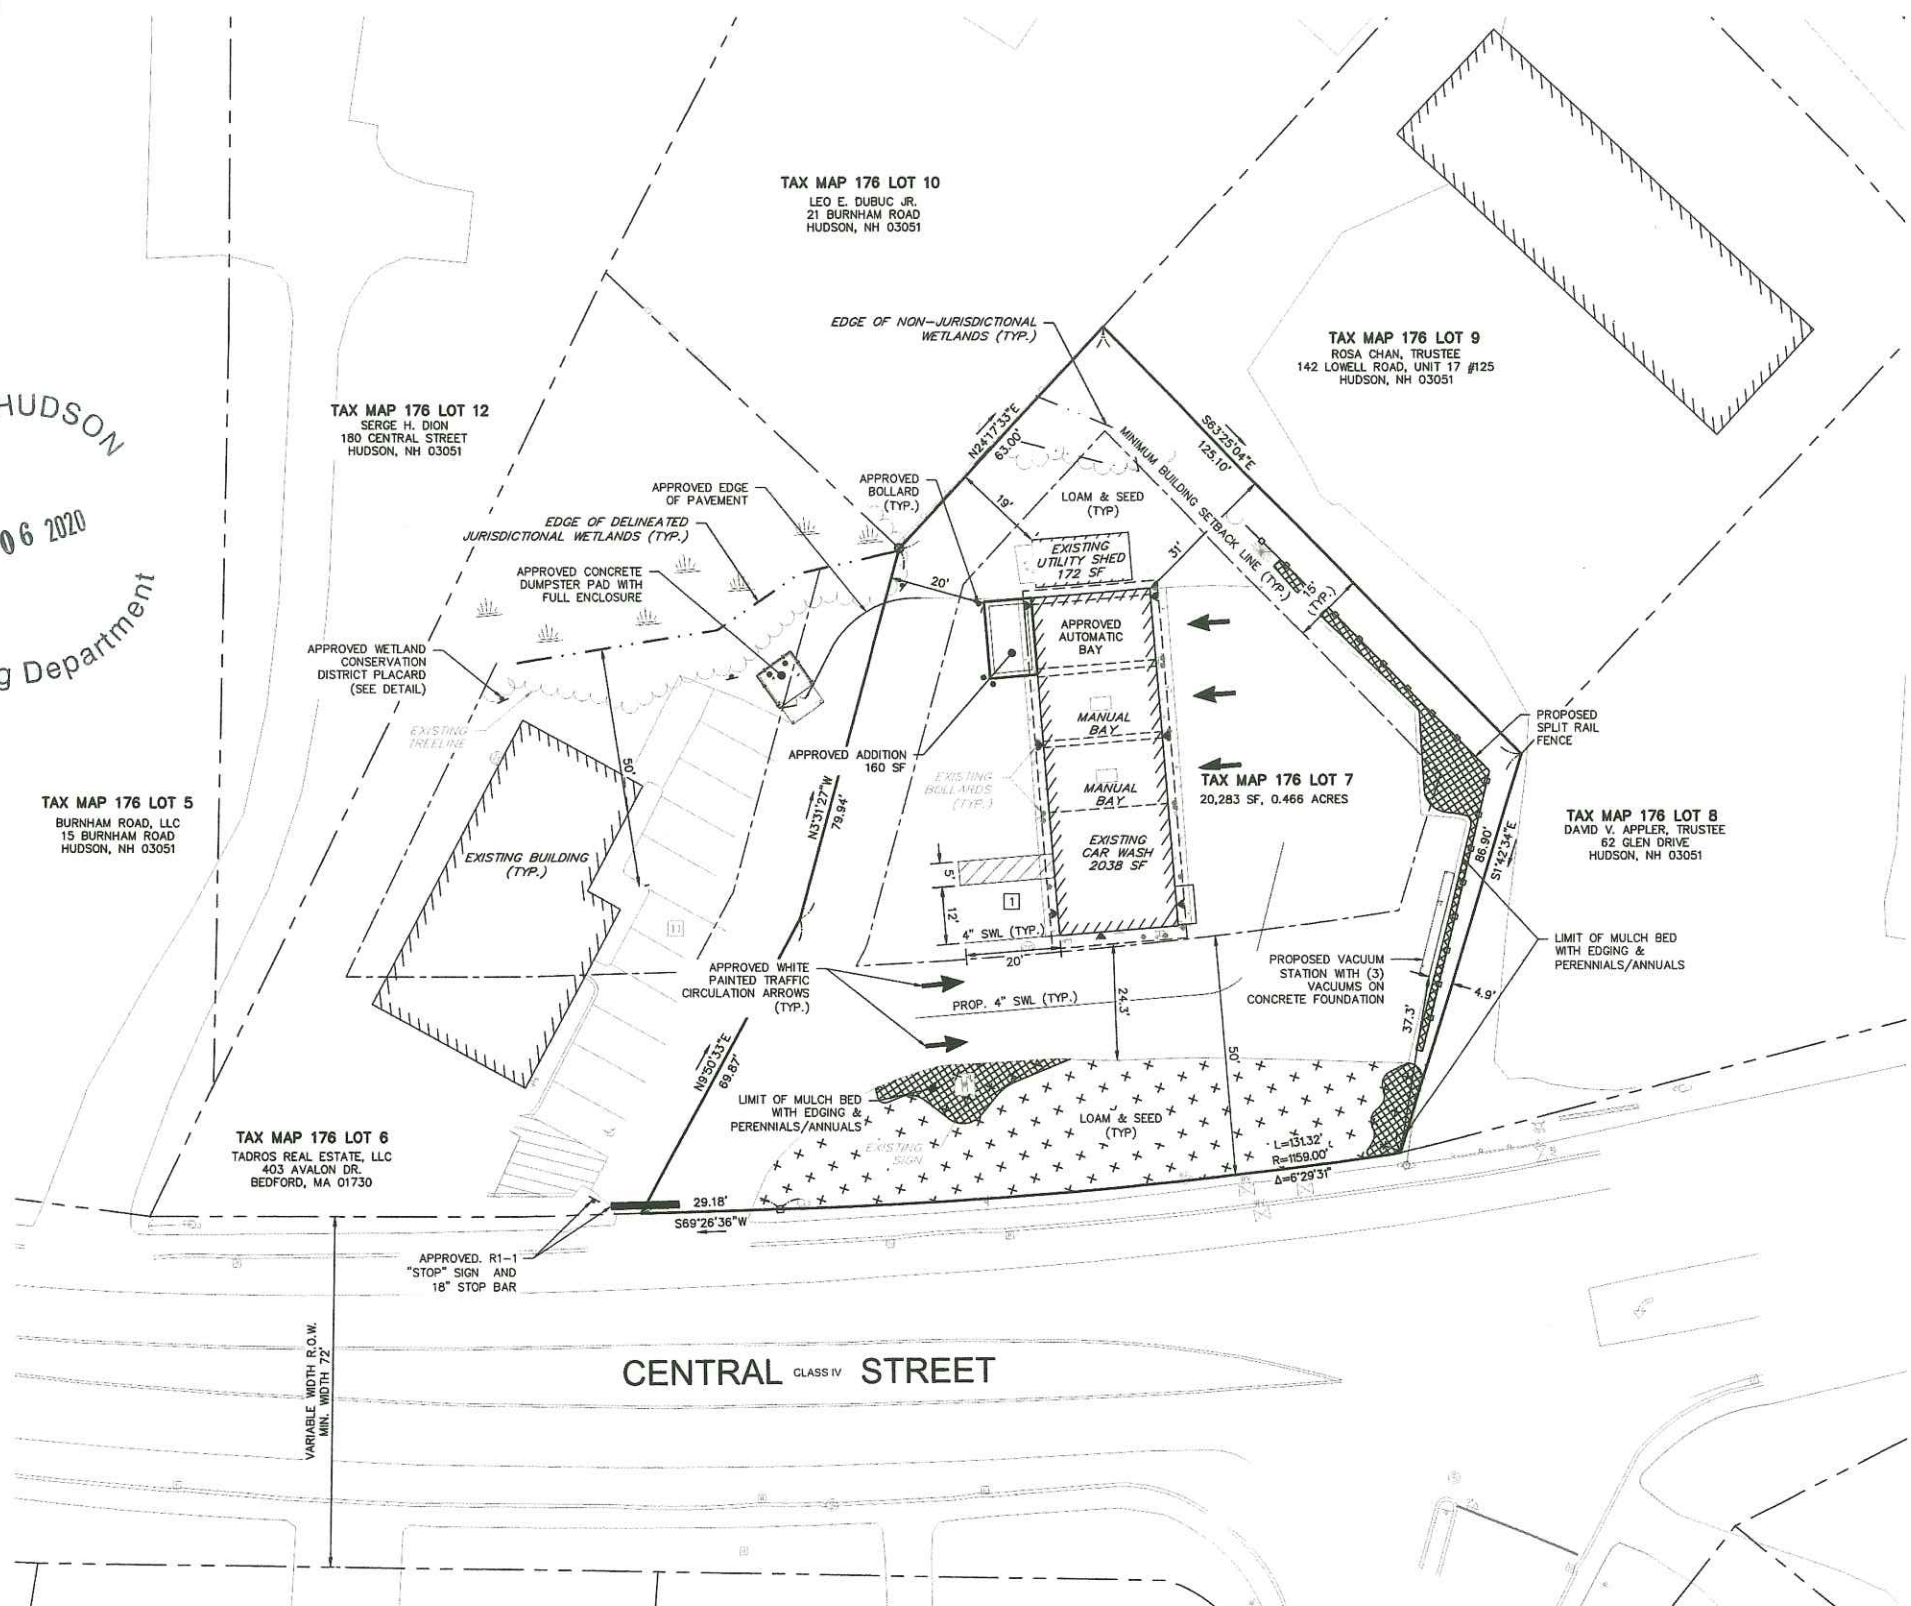 HUDSON
06 2020
g Department
TAX MAP 176 LOT 10
LEO E. DUBUC JR.
21 BURNHAM ROAD
HUDSON, NH 03051
EDGE OF NON-JURISDICTIONAL
WETLANDS (TYP.)
TAX MAP 176 LOT 9
ROSA CHAN, TRUSTEE
142 LOWELL ROAD, UNIT 17 #125
HUDSON, NH 03051
TAX MAP 176 LOT 12
SERGE H. DION
180 CENTRAL STREET
HUDSON, NH 03051
N24°17'33"E
63.00'
S63°25'04"E
125.10'
MINIMUM BUILDING SETBACK LINE (TYP.)
APPROVED EDGE
OF PAVEMENT
APPROVED
BOLLARD
(TYP.)
19'
LOAM & SEED
(TYP)
EDGE OF DELINEATED
JURISDICTIONAL WETLANDS (TYP.)
APPROVED CONCRETE
DUMPSTER PAD WITH
FULL ENCLOSURE
20'
EXISTING
UTILITY SHED
172 SF
31'
15'
(TYP.)
APPROVED
AUTOMATIC
BAY
APPROVED WETLAND
CONSERVATION
DISTRICT PLACARD
(SEE DETAIL)
EXISTING
TREELINE
50'
MANUAL
BAY
PROPOSED
SPLIT RAIL
FENCE
APPROVED ADDITION
160 SF
EXISTING
BOLLARDS
(TYP.)
MANUAL
BAY
TAX MAP 176 LOT 7
20,283 SF, 0.466 ACRES
TAX MAP 176 LOT 5
BURNHAM ROAD, LLC
15 BURNHAM ROAD
HUDSON, NH 03051
N3°31'27"W
79.94'
TAX MAP 176 LOT 8
DAVID V. APPLER, TRUSTEE
62 GLEN DRIVE
HUDSON, NH 03051
86.90'
S1°42'34"E
EXISTING BUILDING
(TYP.)
EXISTING
CAR WASH
2038 SF
5'
12'
1
11
4" SWL (TYP.)
20'
APPROVED WHITE
PAINTED TRAFFIC
CIRCULATION ARROWS
(TYP.)
PROP. 4" SWL (TYP.)
24.3'
PROPOSED VACUUM
STATION WITH (3)
VACUUMS ON
CONCRETE FOUNDATION
LIMIT OF MULCH BED
WITH EDGING &
PERENNIALS/ANNUALS
4.9'
37.3'
50'
N9°50'33"E
69.87'
LIMIT OF MULCH BED
WITH EDGING &
PERENNIALS/ANNUALS
EXISTING
SIGN
LOAM & SEED
(TYP)
L=131.32'
R=1159.00'
Δ=6°29'31"
TAX MAP 176 LOT 6
TADROS REAL ESTATE, LLC
403 AVALON DR.
BEDFORD, MA 01730
29.18'
S69°26'36"W
APPROVED. R1-1
"STOP" SIGN AND
18" STOP BAR
VARIABLE WIDTH R.O.W.
MIN. WIDTH 72'
CENTRAL CLASS IV STREET